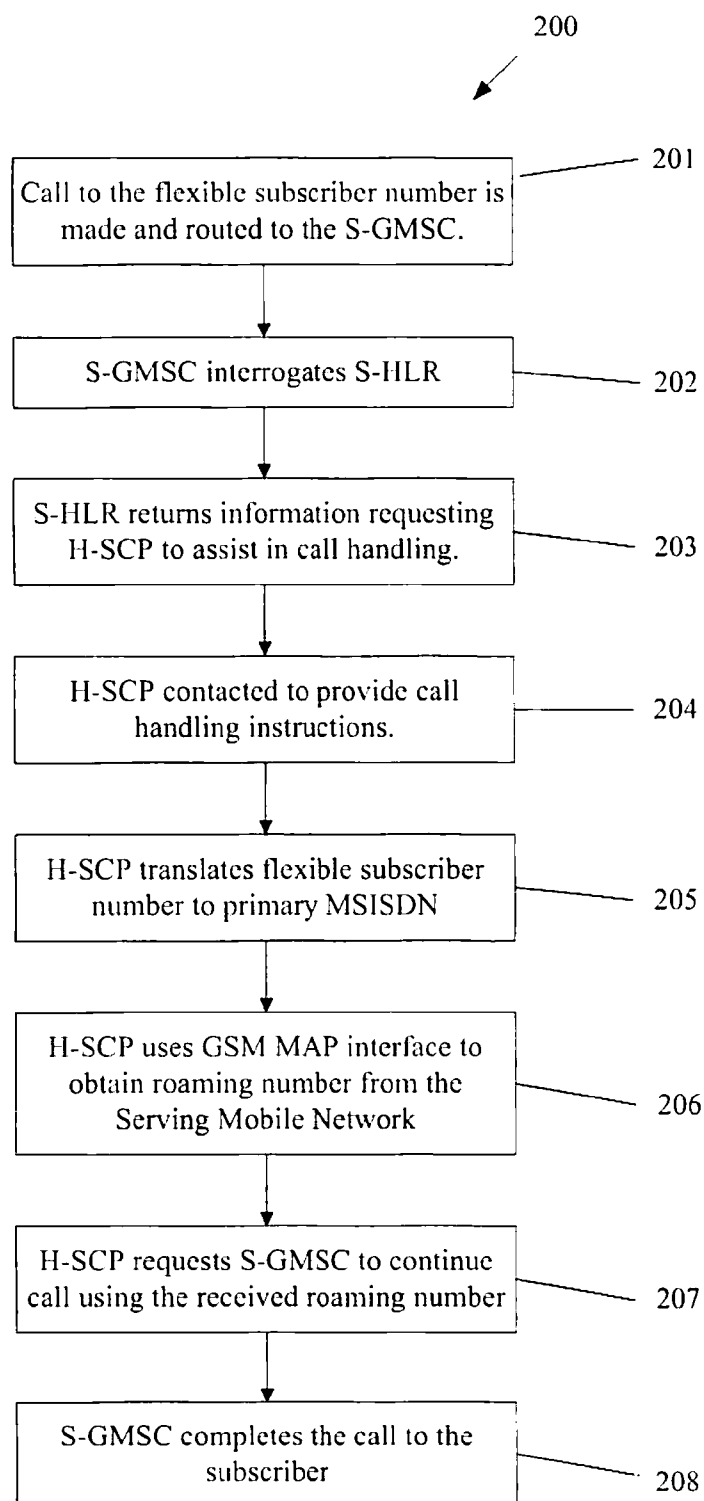 200
201
Call to the flexible subscriber number is
made and routed to the S-GMSC.
S-GMSC interrogates S-HLR
202
S-HLR returns information requesting
H-SCP to assist in call handling.
203
H-SCP contacted to provide call
handling instructions.
204
H-SCP translates flexible subscriber
number to primary MSISDN
205
H-SCP uses GSM MAP interface to
obtain roaming number from the
Serving Mobile Network
206
H-SCP requests S-GMSC to continue
call using the received roaming number
207
S-GMSC completes the call to the
subscriber
208